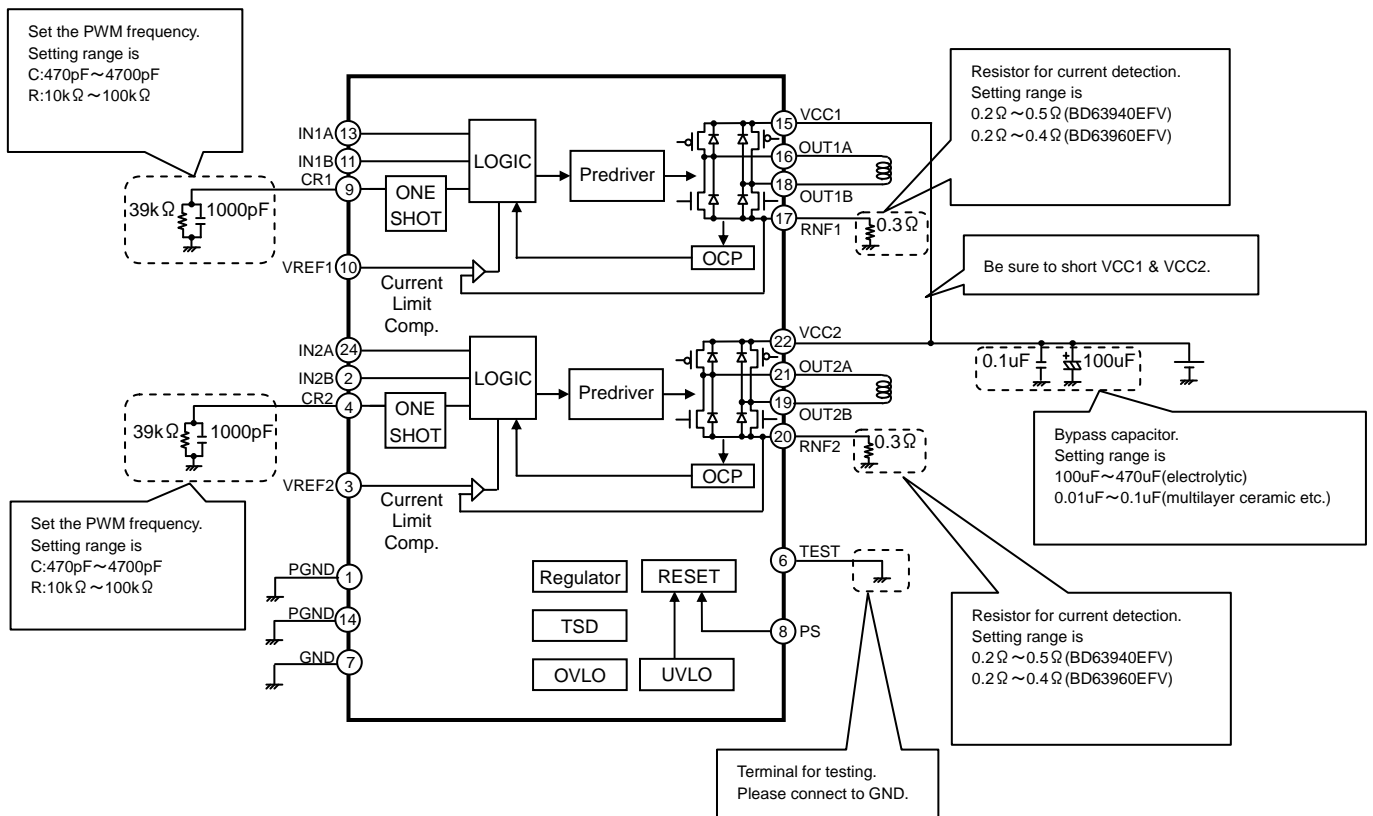 Set the PWM frequency.
Setting range is
C:470pF～4700pF
R:10kΩ～100kΩ
Resistor for current detection.
Setting range is
0.2Ω～0.5Ω(BD63940EFV)
0.2Ω～0.4Ω(BD63960EFV)
IN1A 13
IN1B 11
CR1 9
39kΩ 1000pF
VREF1 10
ONE
SHOT
LOGIC
Predriver
OCP
Current
Limit
Comp.
15 VCC1
16 OUT1A
18 OUT1B
17 RNF1
0.3Ω
Be sure to short VCC1 & VCC2.
IN2A 24
IN2B 2
CR2 4
39kΩ 1000pF
VREF2 3
ONE
SHOT
LOGIC
Predriver
OCP
Current
Limit
Comp.
22 VCC2
21 OUT2A
19 OUT2B
20 RNF2
0.3Ω
0.1uF + 100uF
Bypass capacitor.
Setting range is
100uF～470uF(electrolytic)
0.01uF～0.1uF(multilayer ceramic etc.)
Set the PWM frequency.
Setting range is
C:470pF～4700pF
R:10kΩ～100kΩ
PGND 1
PGND 14
GND 7
Regulator
RESET
TSD
OVLO
UVLO
6 TEST
8 PS
Resistor for current detection.
Setting range is
0.2Ω～0.5Ω(BD63940EFV)
0.2Ω～0.4Ω(BD63960EFV)
Terminal for testing.
Please connect to GND.